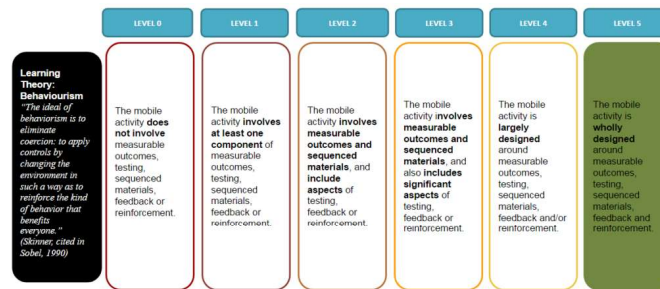 LEVEL 0
LEVEL 1
LEVEL 2
LEVEL 3
LEVEL 4
LEVEL 5
Learning
Theory:
Behaviourism
"The ideal of
behaviorism is to
eliminate
coercion: to apply
controls by
changing the
environment in
such a way as to
reinforce the kind
of behavior that
benefits
everyone."
(Skinner, cited in
Sobel, 1990)
The mobile
activity does
not involve
measurable
outcomes,
testing,
sequenced
materials,
feedback or
reinforcement.
The mobile
activity involves
at least one
component of
measurable
outcomes,
testing,
sequenced
materials,
feedback or
reinforcement.
The mobile
activity involves
measurable
outcomes and
sequenced
materials, and
include
aspects of
testing,
feedback or
reinforcement.
The mobile
activity involves
measurable
outcomes and
sequenced
materials, and
also includes
significant
aspects of
testing,
feedback or
reinforcement.
The mobile
activity is
largely
designed
around
measurable
outcomes,
testing,
sequenced
materials,
feedback and/or
reinforcement.
The mobile
activity is
wholly
designed
around
measurable
outcomes,
testing,
sequenced
materials,
feedback and
reinforcement.